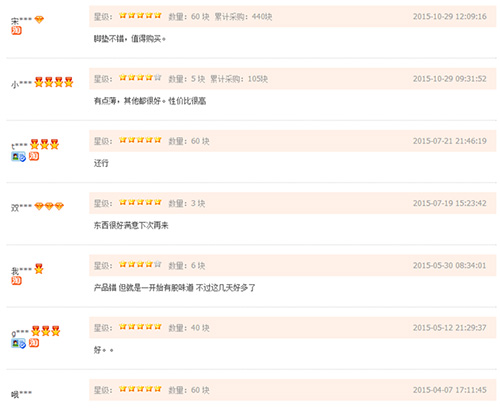 宋***
星级： 数量：60 块 累计采购：440块 2015-10-29 12:09:16
淘
脚垫不错，值得购买。
小***
星级： 数量：5 块 累计采购：105块 2015-10-29 09:31:52
有点薄，其他都很好。性价比很高
t***
星级： 数量：60 块 2015-07-21 21:46:19
淘
还行
双***
星级： 数量：3 块 2015-07-19 15:23:42
东西很好满意下次再来
我***
星级： 数量：6 块 2015-05-30 08:34:01
淘
产品错 但就是一开始有胶味道 不过这几天好多了
g***
星级： 数量：40 块 2015-05-12 21:29:37
淘
好。。
哦***
星级： 数量：60 块 2015-04-07 17:11:45